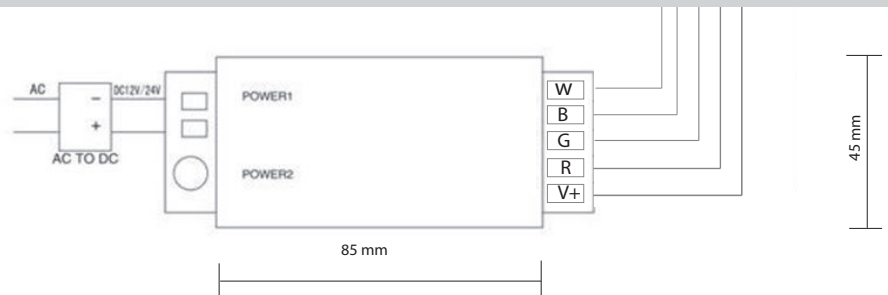 AC
DC12V/24V
−
+
AC TO DC
POWER1
POWER2
W
B
G
R
V+
45 mm
85 mm